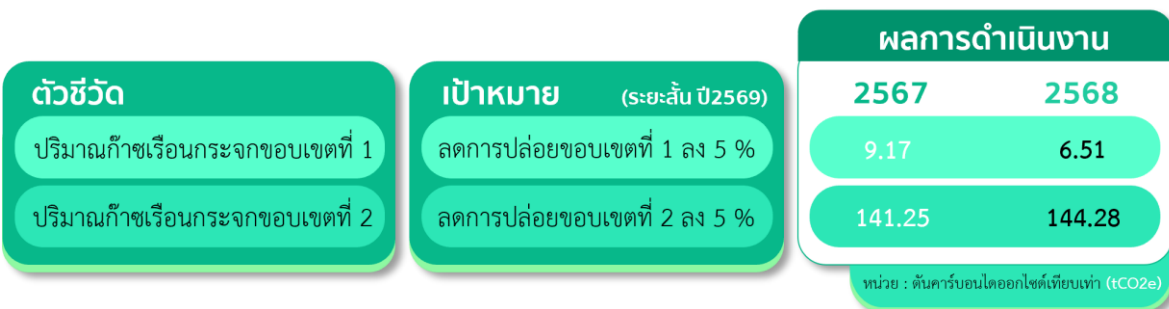 ผลการดำเนินงาน
ตัวชี้วัด เป้าหมาย (ระยะสั้น ปี2569) 2567 2568
ปริมาณก๊าซเรือนกระจกขอบเขตที่ 1 ลดการปล่อยขอบเขตที่ 1 ลง 5 % 9.17 6.51
ปริมาณก๊าซเรือนกระจกขอบเขตที่ 2 ลดการปล่อยขอบเขตที่ 2 ลง 5 % 141.25 144.28
หน่วย : ตันคาร์บอนไดออกไซด์เทียบเท่า (tCO2e)